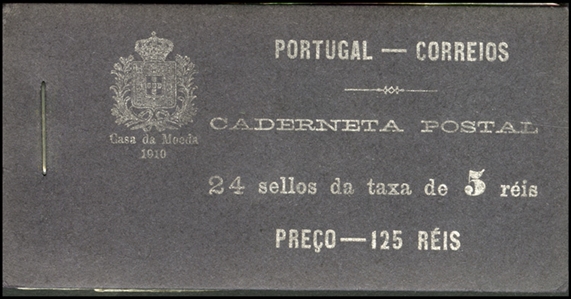 PORTUGAL — CORREIOS
Casa da Moeda
1910
CADERNETA POSTAL
24 sellos da taxa de 5 réis
PREÇO — 125 RÉIS